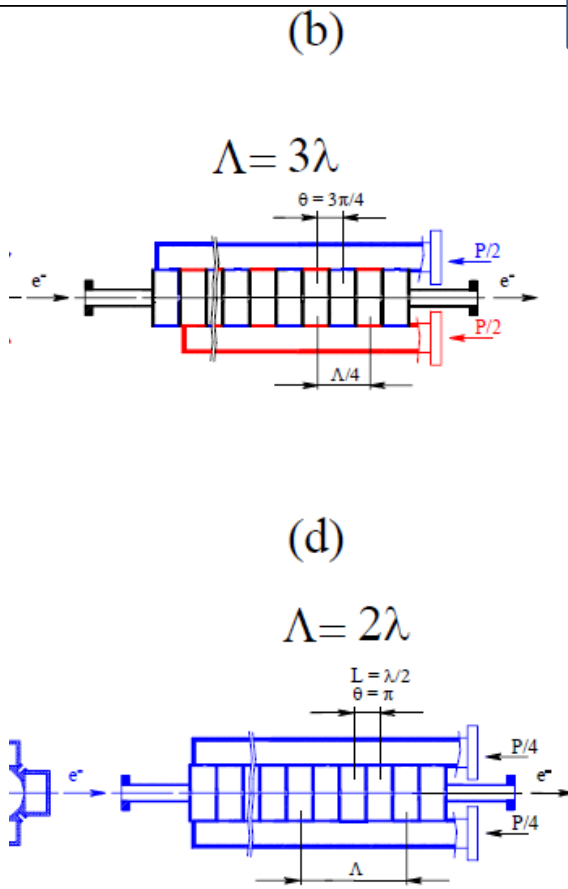 (b)
Λ= 3λ
θ = 3π/4
e⁻
P/2
e⁻
P/2
Λ/4
(d)
Λ= 2λ
L = λ/2
θ = π
P/4
e⁻
e⁻
P/4
Λ